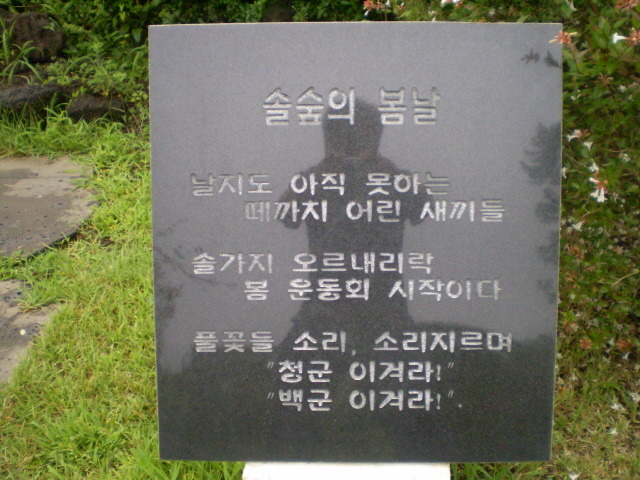 솔숲의 봄날
날지도 아직 못하는
떼까치 어린 새끼들
솔가지 오르내리락
봄 운동회 시작이다
풀꽃들 소리, 소리지르며
"청군 이겨라!"
"백군 이겨라!".